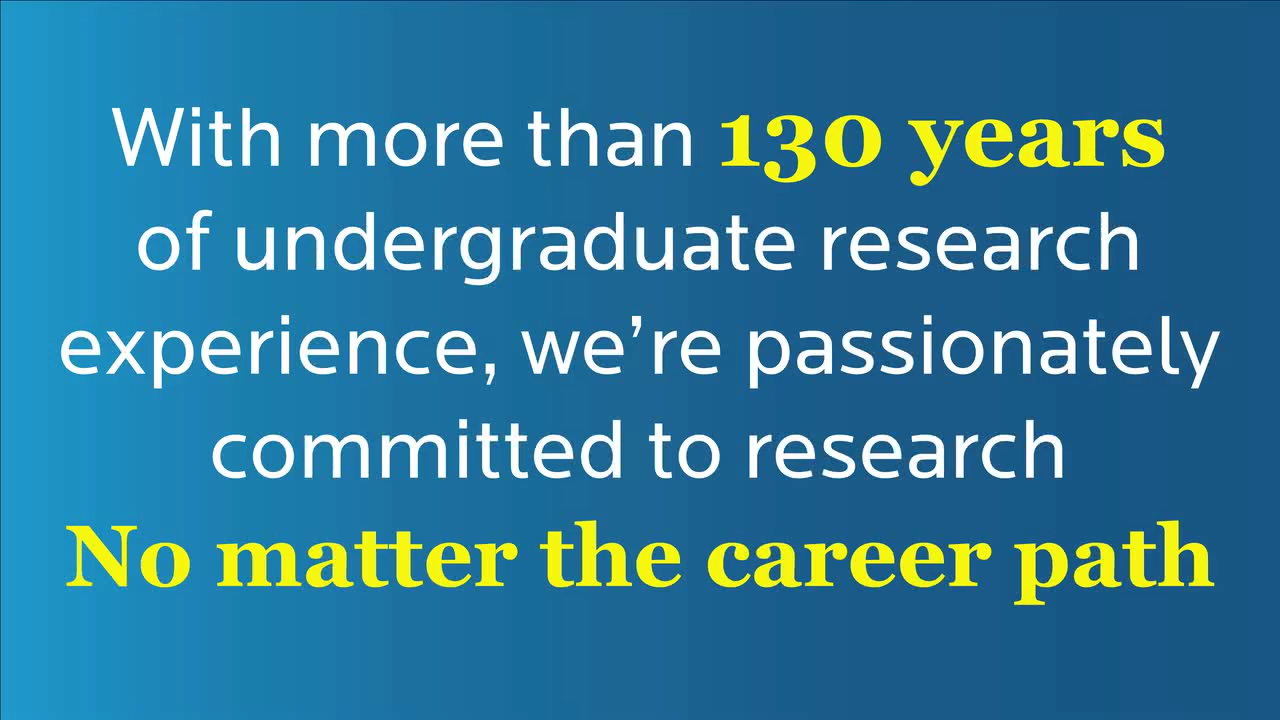 With more than 130 years
of undergraduate research
experience, we’re passionately
committed to research
No matter the career path